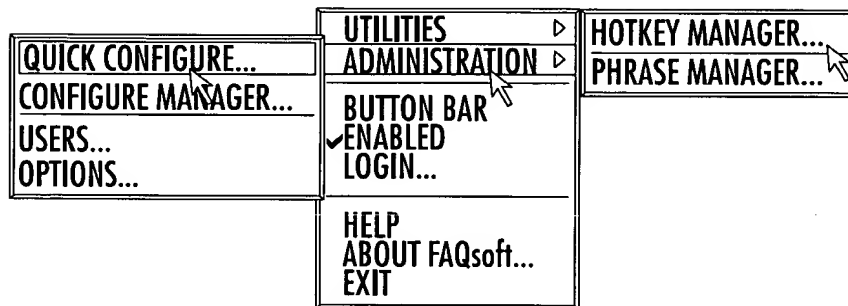 QUICK CONFIGURE...
CONFIGURE MANAGER...
USERS...
OPTIONS...
UTILITIES
ADMINISTRATION
BUTTON BAR
ENABLED
LOGIN...
HELP
ABOUT FAQsoft...
EXIT
HOTKEY MANAGER...
PHRASE MANAGER...